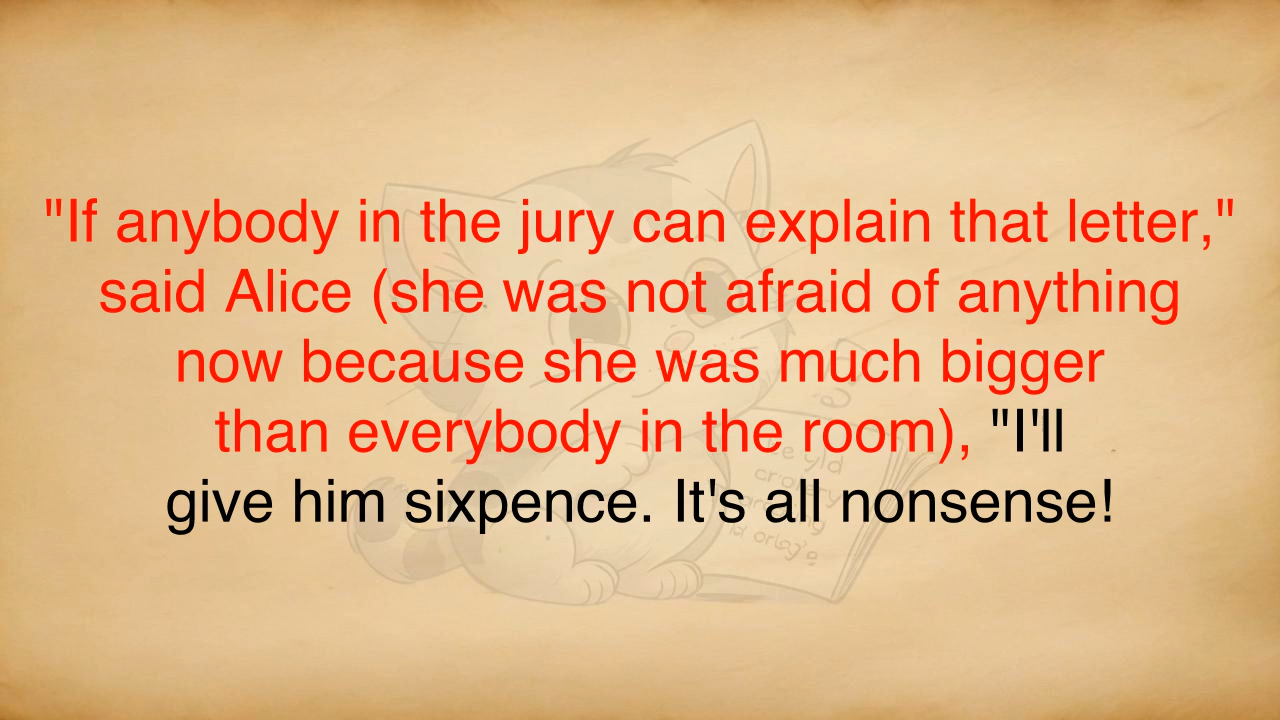 "If anybody in the jury can explain that letter,"
said Alice (she was not afraid of anything
now because she was much bigger
than everybody in the room), "I'll
give him sixpence. It's all nonsense!